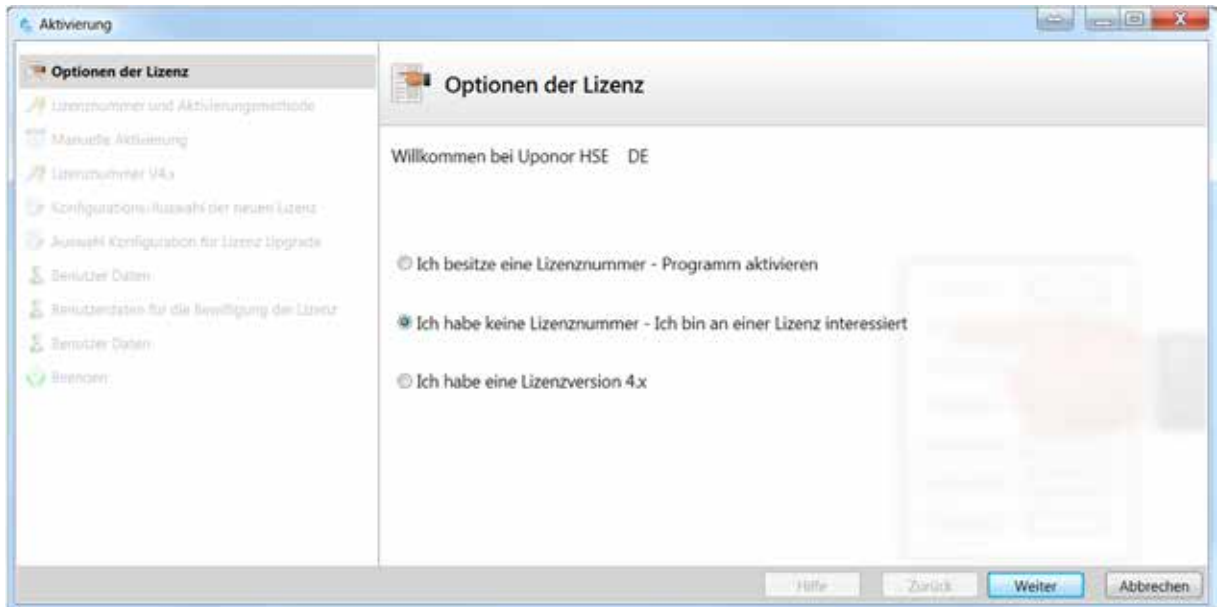 Aktivierung
Optionen der Lizenz
Lizenznummer und Aktivierungsmethode
Manuelle Aktivierung
Lizenznummer V4.x
Konfigurations-Auswahl der neuen Lizenz
Auswahl Konfiguration für Lizenz Upgrade
Benutzer Daten
Benutzerdaten für die Bewilligung der Lizenz
Benutzer Daten
Beenden
Optionen der Lizenz
Willkommen bei Uponor HSE DE
Ich besitze eine Lizenznummer - Programm aktivieren
Ich habe keine Lizenznummer - Ich bin an einer Lizenz interessiert
Ich habe eine Lizenzversion 4.x
Hilfe Zurück Weiter Abbrechen